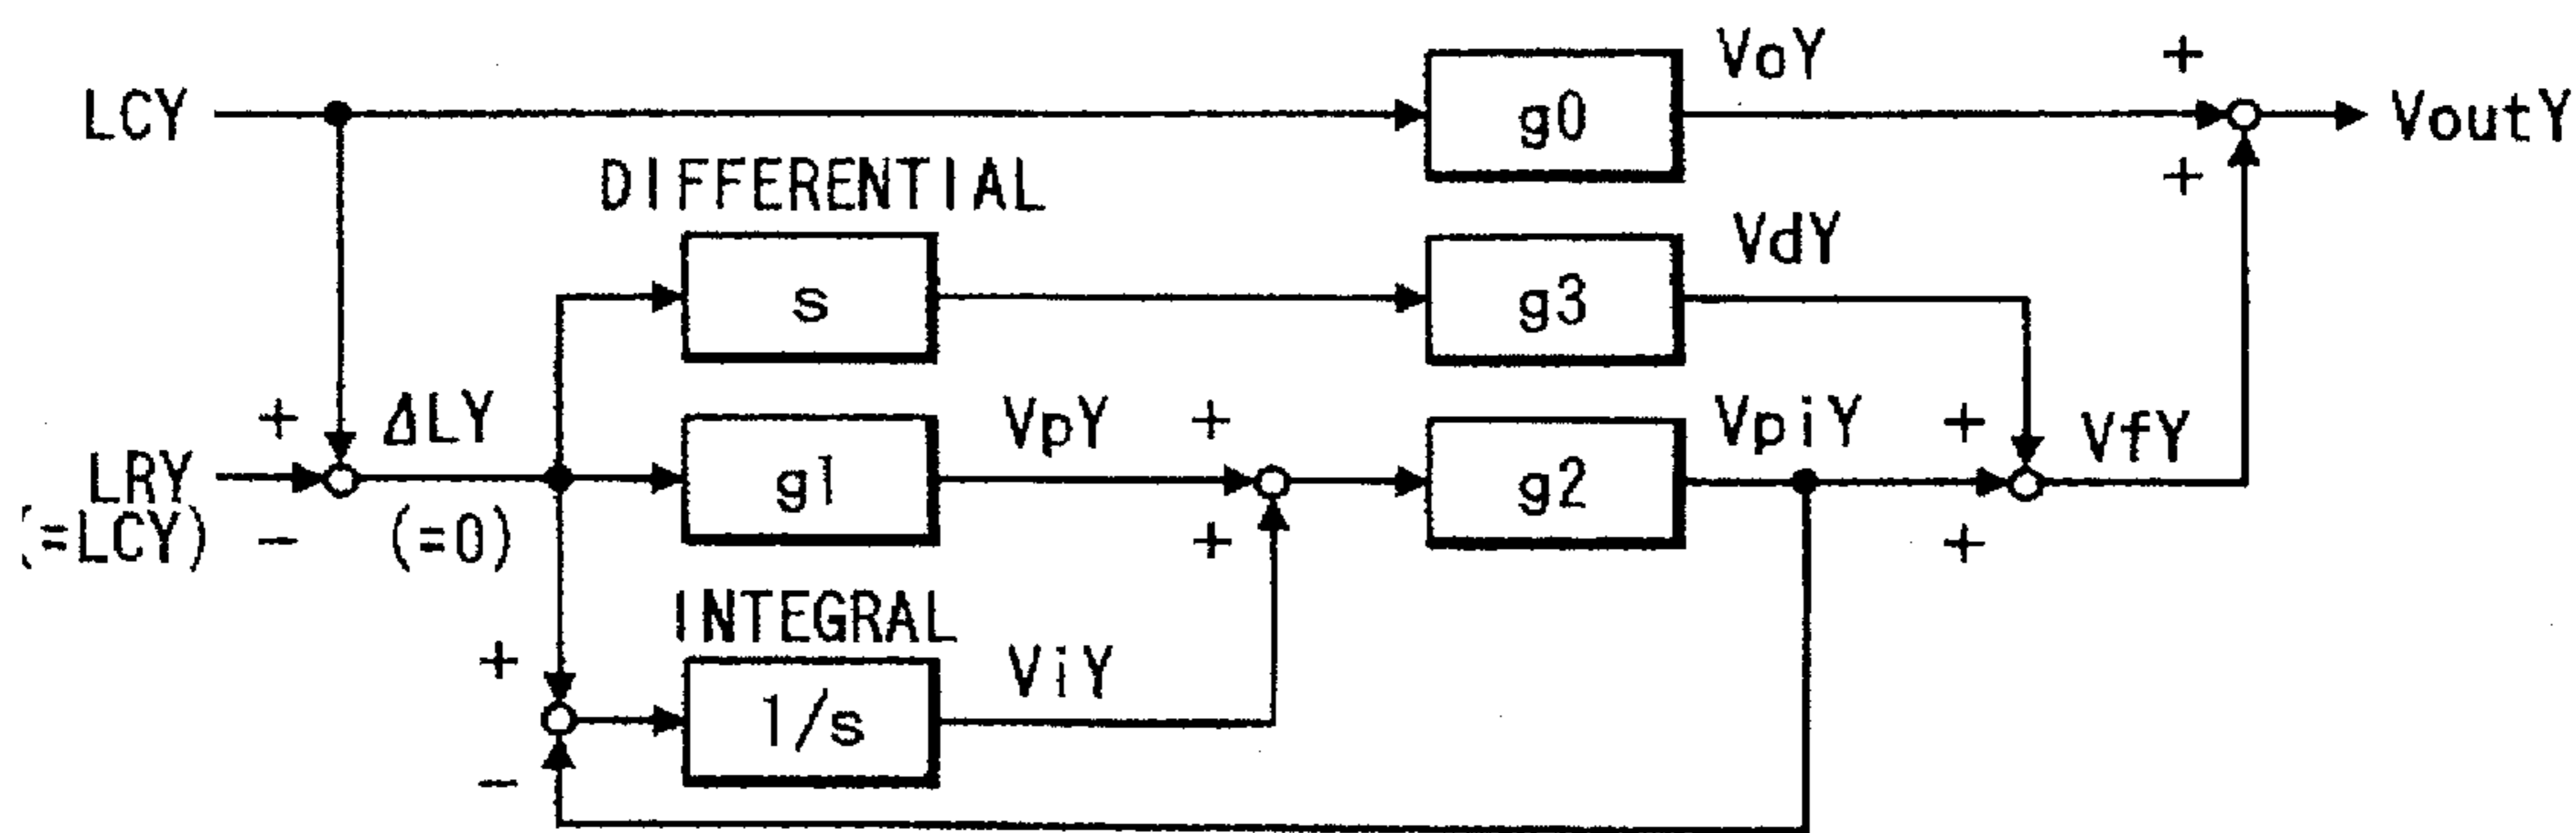 LCY
g0
VoY
+
+
VoutY
DIFFERENTIAL
s
g3
VdY
LRY
(=LCY)
+
-
ΔLY
(=0)
g1
VpY
+
+
g2
VpiY
+
+
VfY
INTEGRAL
+
-
1/s
ViY